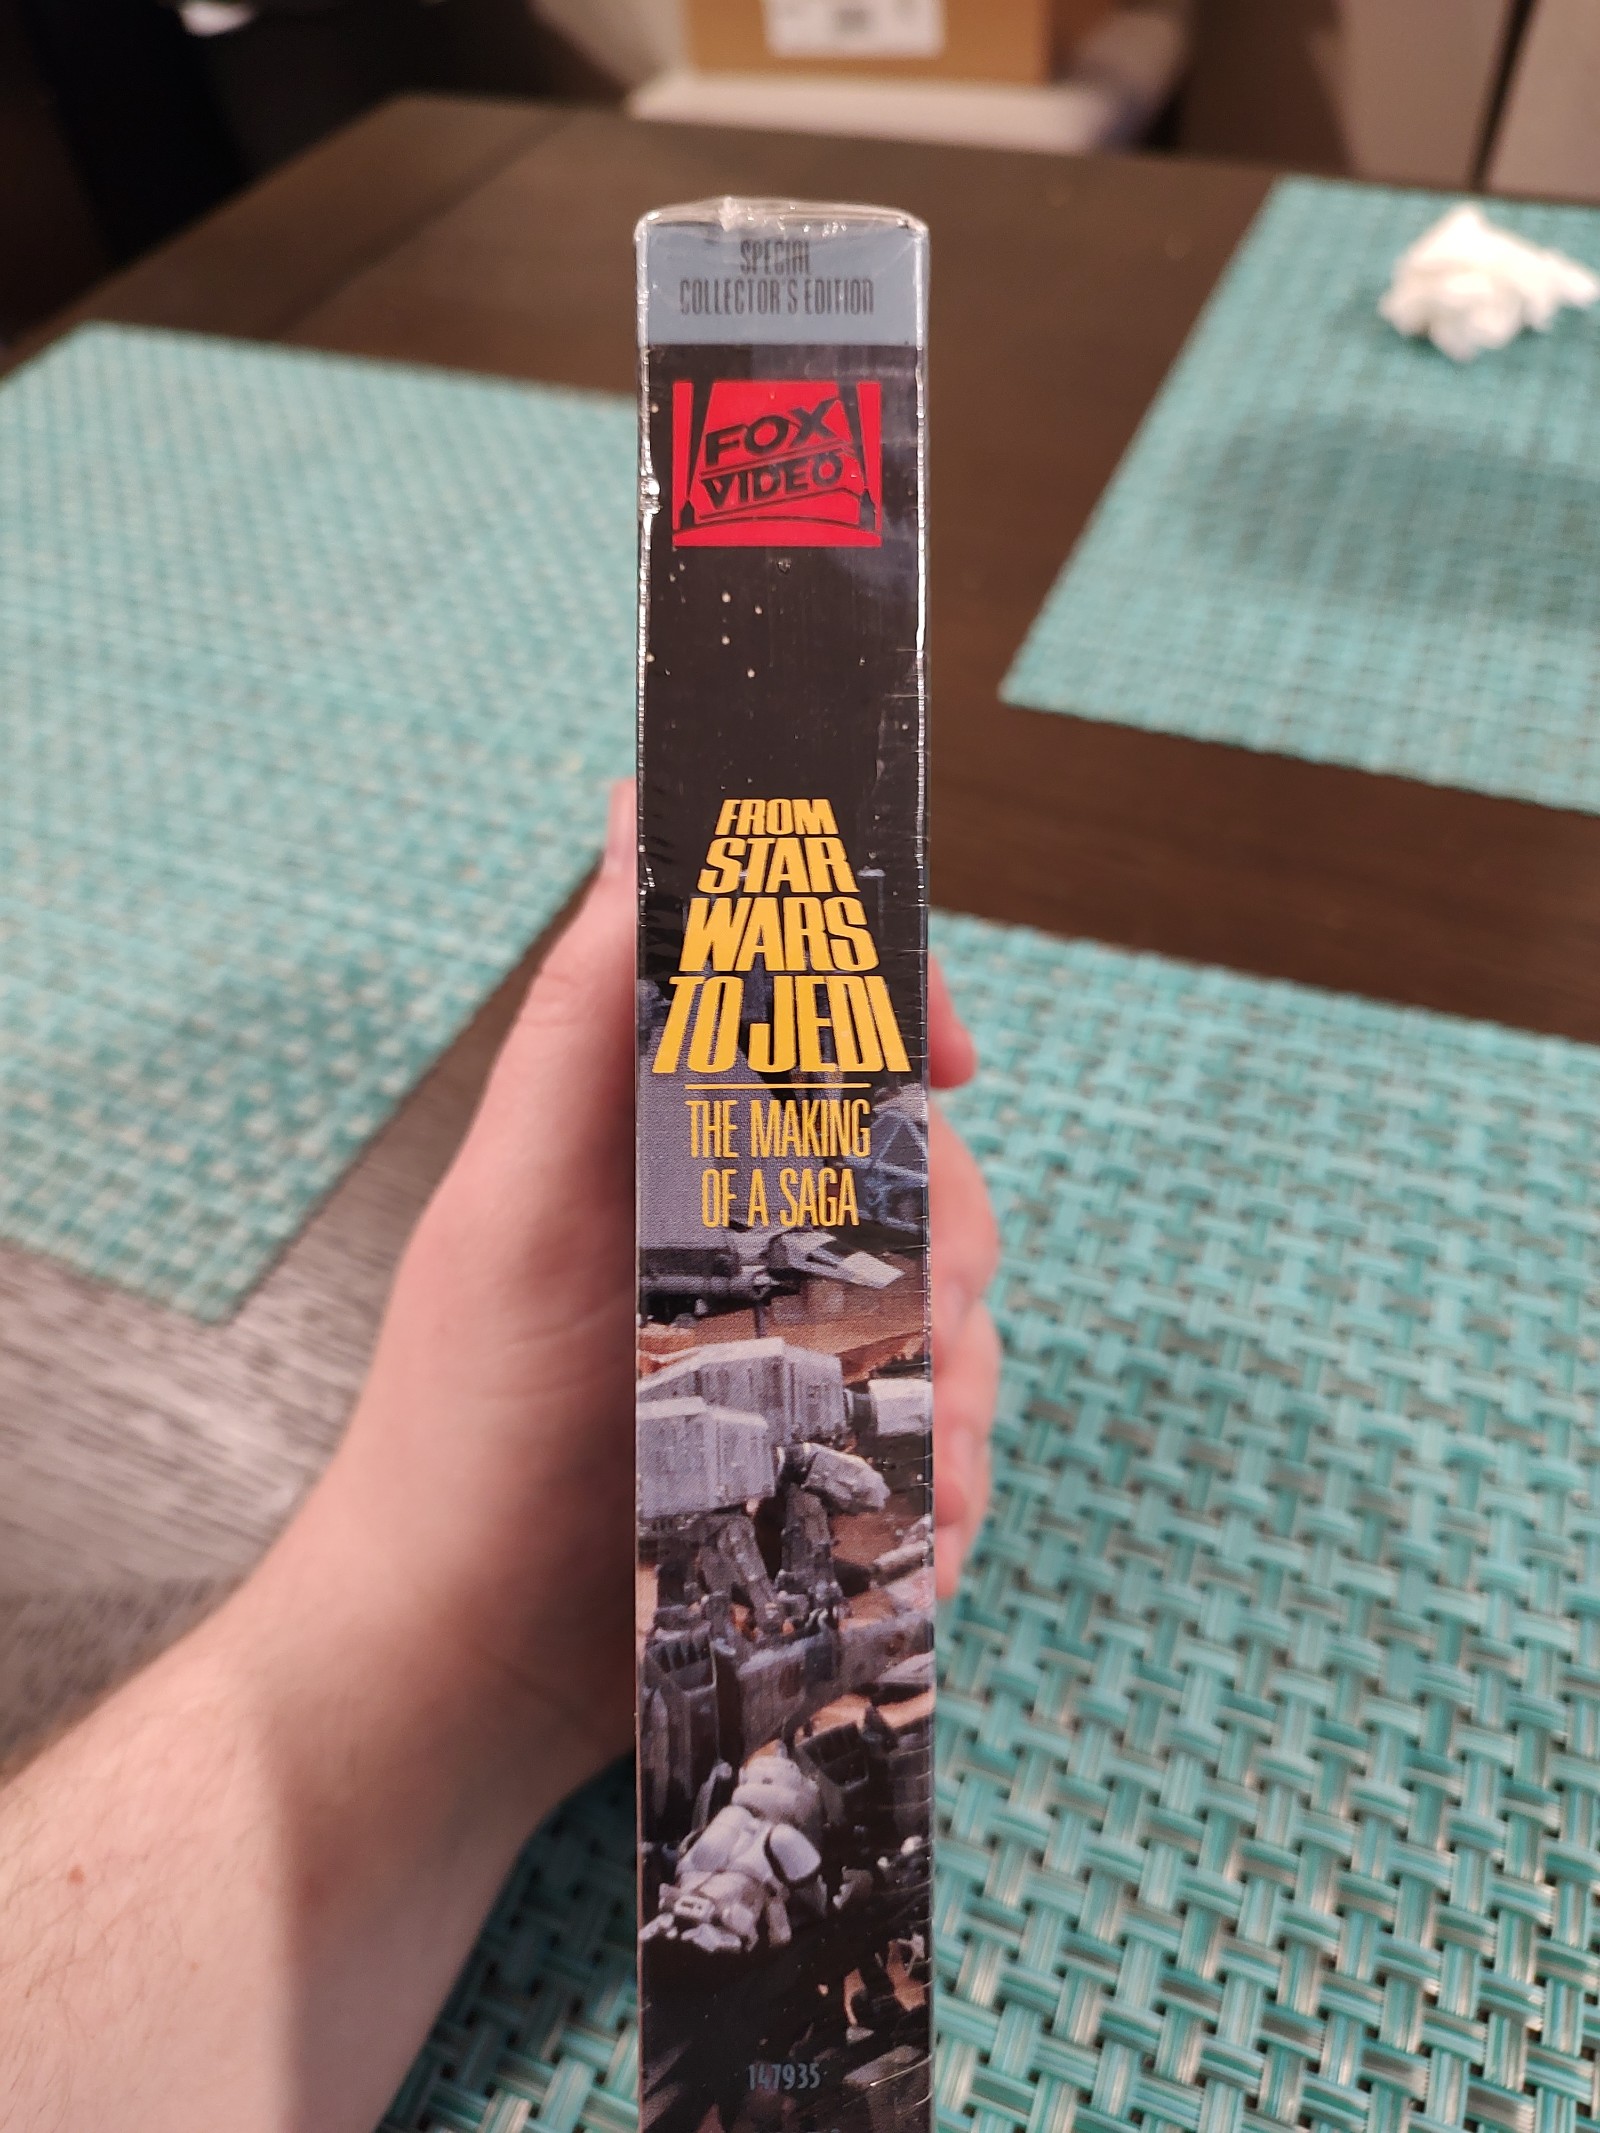 SPECIAL
COLLECTOR'S EDITION
FOX
VIDEO
FROM
STAR
WARS
TO JEDI
THE MAKING
OF A SAGA
147935